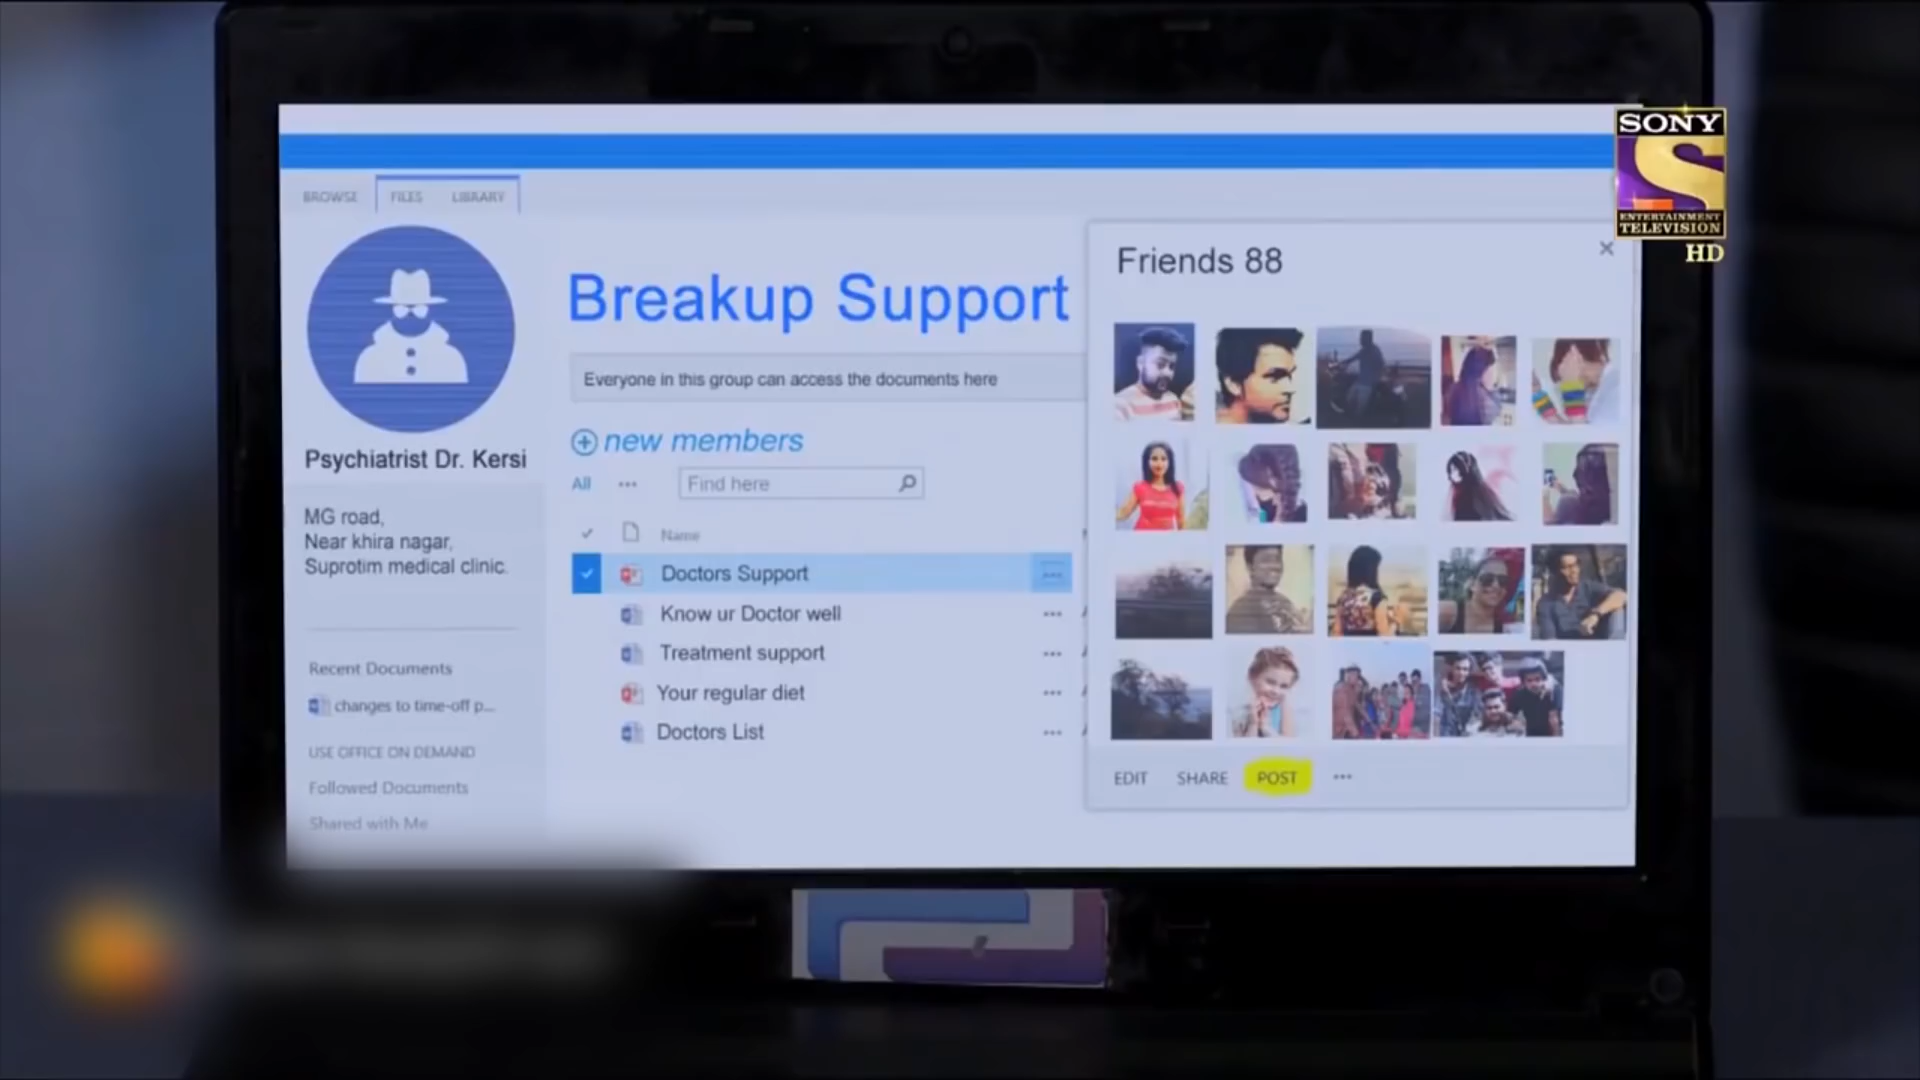 SONY
ENTERTAINMENT
TELEVISION
HD
BROWSE FILES LIBRARY
Psychiatrist Dr. Kersi
MG road,
Near khira nagar,
Suprotim medical clinic.
Recent Documents
changes to time-off p...
USE OFFICE ON DEMAND
Followed Documents
Shared with Me
Breakup Support
Everyone in this group can access the documents here
new members
All ... Find here
Name
Doctors Support ...
Know ur Doctor well ...
Treatment support ...
Your regular diet ...
Doctors List ...
Friends 88
EDIT SHARE POST ...